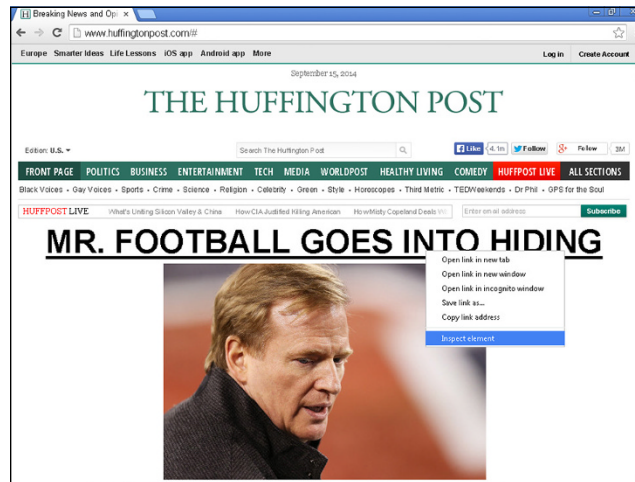 Breaking News and Opi
www.huffingtonpost.com/#
Europe Smarter Ideas Life Lessons iOS app Android app More Log in Create Account
September 15, 2014
THE HUFFINGTON POST
Edition: U.S. Search The Huffington Post Like 4.1m Follow Follow 3M
FRONT PAGE POLITICS BUSINESS ENTERTAINMENT TECH MEDIA WORLDPOST HEALTHY LIVING COMEDY HUFFPOST LIVE ALL SECTIONS
Black Voices • Gay Voices • Sports • Crime • Science • Religion • Celebrity • Green • Style • Horoscopes • Third Metric • TEDWeekends • Dr Phil • GPS for the Soul
HUFFPOST LIVE What's Uniting Silicon Valley & China How CIA Justified Killing American How Misty Copeland Deals Enter email address Subscribe
MR. FOOTBALL GOES INTO HIDING
Open link in new tab
Open link in new window
Open link in incognito window
Save link as...
Copy link address
Inspect element